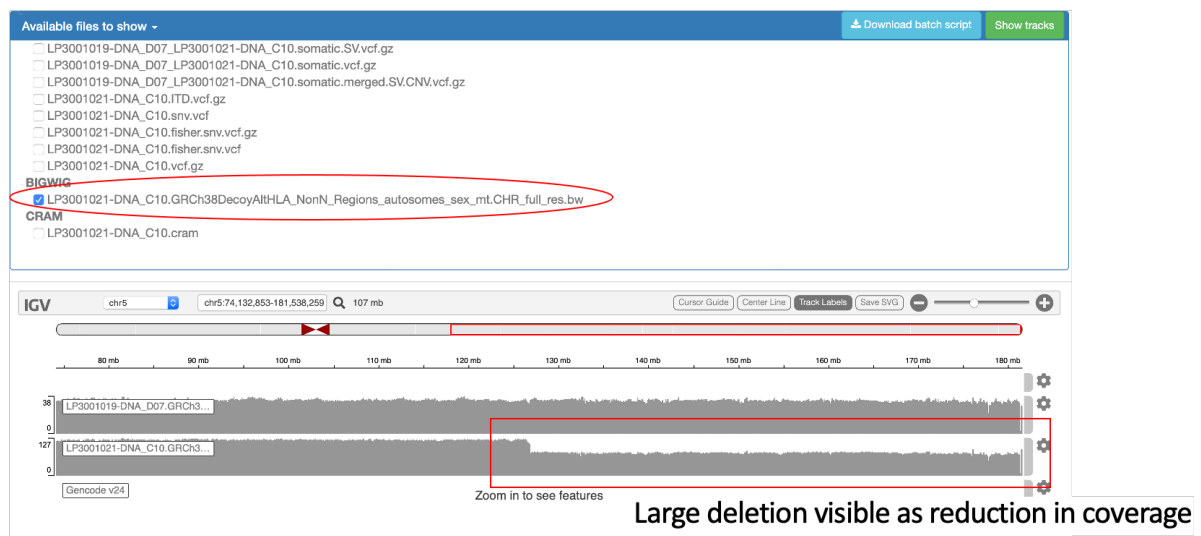 Available files to show
Download batch script
Show tracks
LP3001019-DNA_D07_LP3001021-DNA_C10.somatic.SV.vcf.gz
LP3001019-DNA_D07_LP3001021-DNA_C10.somatic.vcf.gz
LP3001019-DNA_D07_LP3001021-DNA_C10.somatic.merged.SV.CNV.vcf.gz
LP3001021-DNA_C10.ITD.vcf.gz
LP3001021-DNA_C10.snv.vcf
LP3001021-DNA_C10.fisher.snv.vcf.gz
LP3001021-DNA_C10.fisher.snv.vcf
LP3001021-DNA_C10.vcf.gz
BIGWIG
LP3001021-DNA_C10.GRCh38DecoyAltHLA_NonN_Regions_autosomes_sex_mt.CHR_full_res.bw
CRAM
LP3001021-DNA_C10.cram
IGV
chr5
chr5:74,132,853-181,538,259
107 mb
Cursor Guide
Center Line
Track Labels
Save SVG
80 mb 90 mb 100 mb 110 mb 120 mb 130 mb 140 mb 150 mb 160 mb 170 mb 180 mb
38
LP3001019-DNA_D07.GRCh3...
0
127
LP3001021-DNA_C10.GRCh3...
0
Gencode v24
Zoom in to see features
Large deletion visible as reduction in coverage